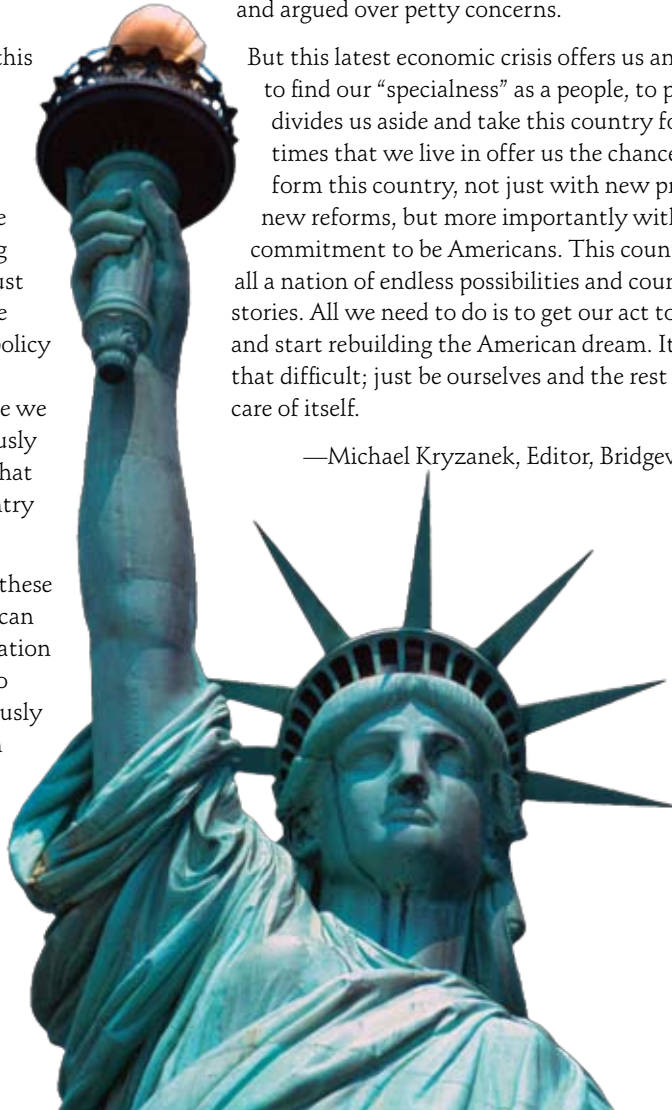 this
e
g
ust
e
policy
e we
usly
hat
ntry
these
can
ation
o
usly
n
and argued over petty concerns.
But this latest economic crisis offers us an
to find our “specialness” as a people, to p
divides us aside and take this country fo
times that we live in offer us the chance
form this country, not just with new pr
new reforms, but more importantly with
commitment to be Americans. This coun
all a nation of endless possibilities and coun
stories. All we need to do is to get our act to
and start rebuilding the American dream. It
that difficult; just be ourselves and the rest
care of itself.
—Michael Kryzanek, Editor, Bridgew